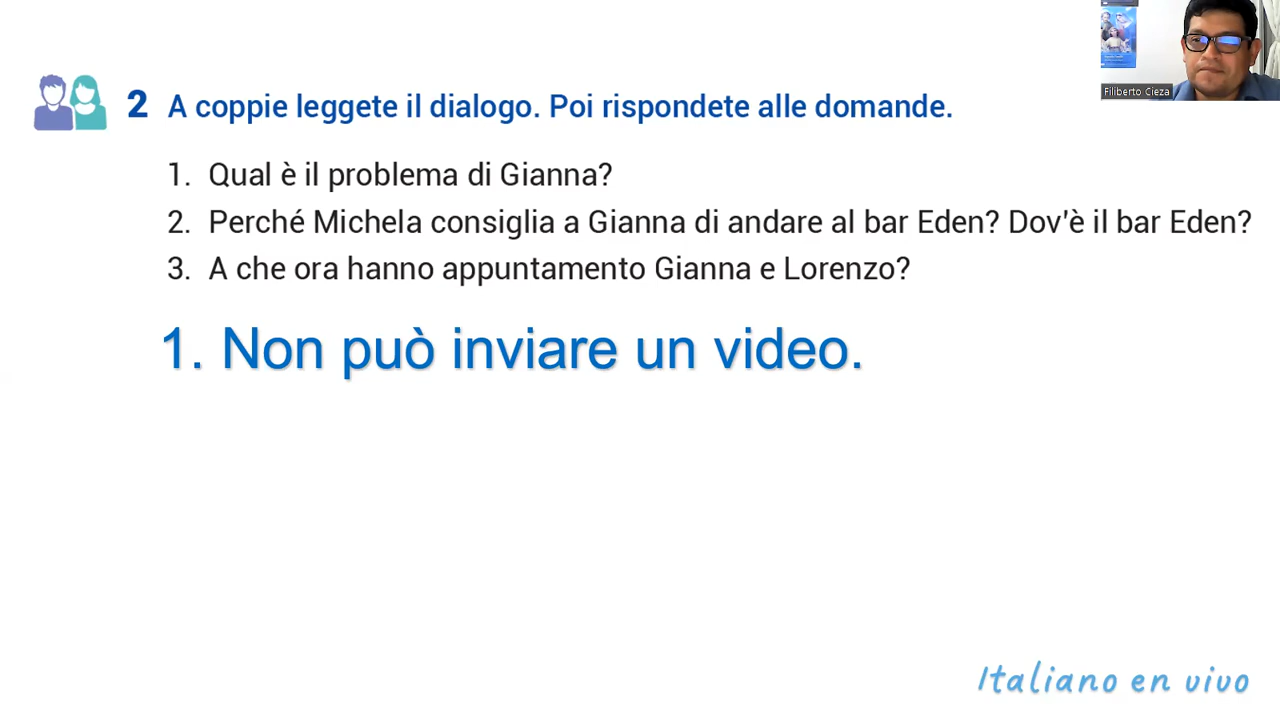 2 A coppie leggete il dialogo. Poi rispondete alle domande.
1. Qual è il problema di Gianna?
2. Perché Michela consiglia a Gianna di andare al bar Eden? Dov'è il bar Eden?
3. A che ora hanno appuntamento Gianna e Lorenzo?
1. Non può inviare un video.
Filiberto Cieza
Italiano en vivo